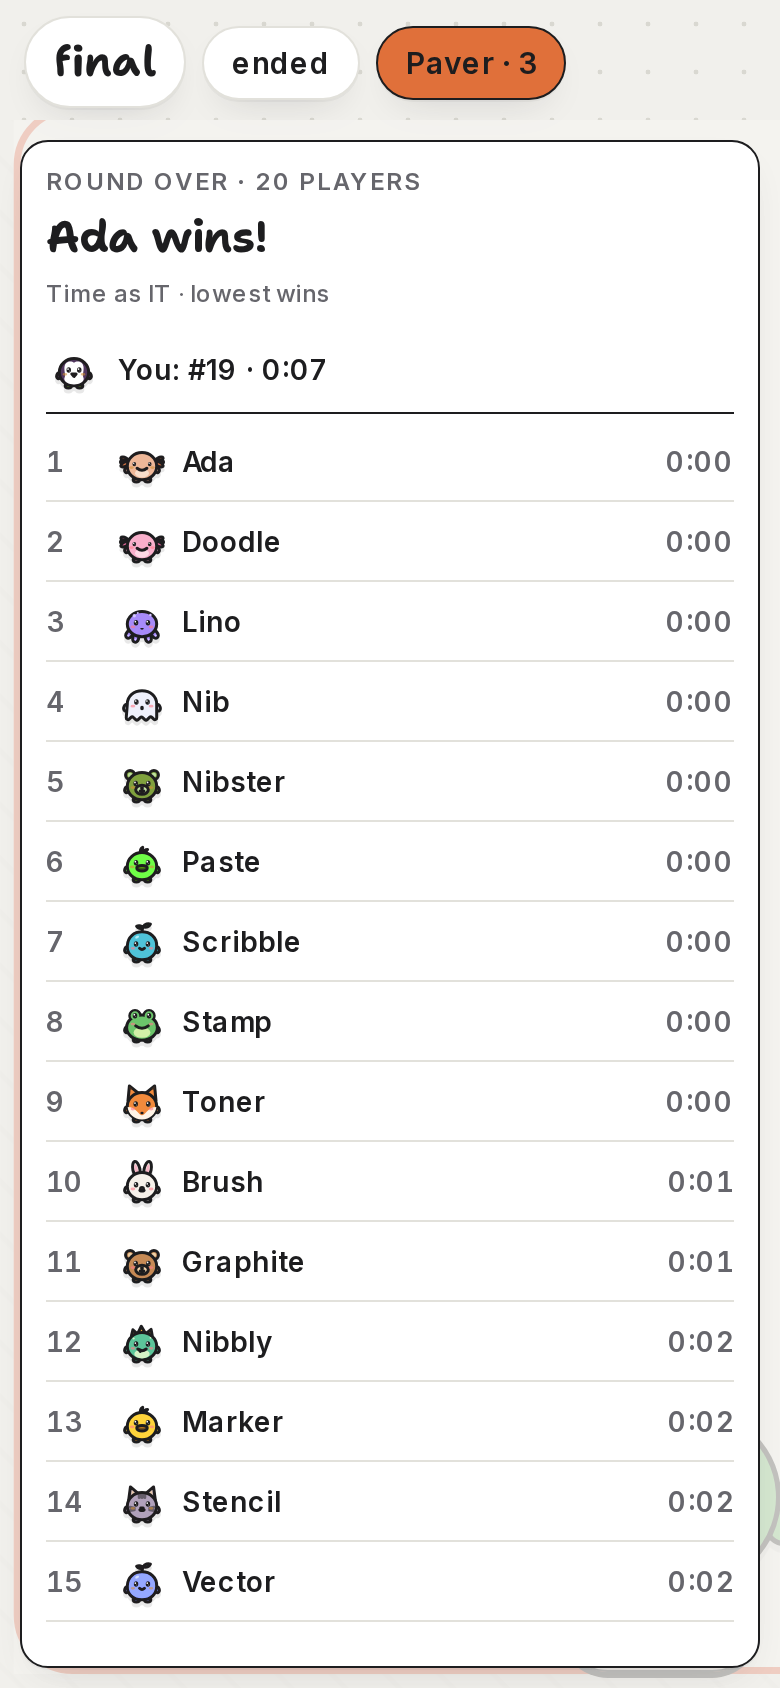 final
ended
Paver · 3
ROUND OVER · 20 PLAYERS
Ada wins!
Time as IT · lowest wins
You: #19 · 0:07
1 Ada 0:00
2 Doodle 0:00
3 Lino 0:00
4 Nib 0:00
5 Nibster 0:00
6 Paste 0:00
7 Scribble 0:00
8 Stamp 0:00
9 Toner 0:00
10 Brush 0:01
11 Graphite 0:01
12 Nibbly 0:02
13 Marker 0:02
14 Stencil 0:02
15 Vector 0:02